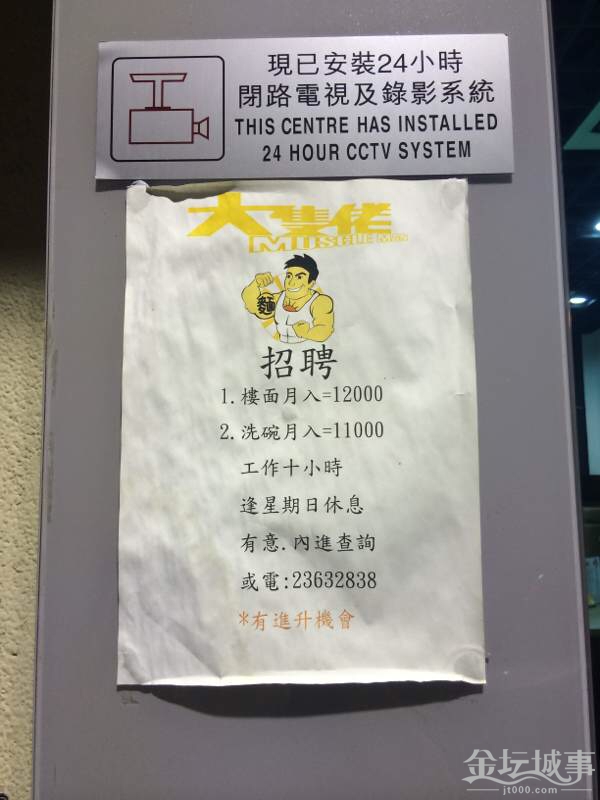 現已安裝24小時
閉路電視及錄影系統
THIS CENTRE HAS INSTALLED
24 HOUR CCTV SYSTEM
大隻佬
MUSCLEMAN
麵
招聘
1.樓面月入=12000
2.洗碗月入=11000
工作十小時
逢星期日休息
有意.內進查詢
或電:23632838
*有進升機會
金坛城事
jt000.com